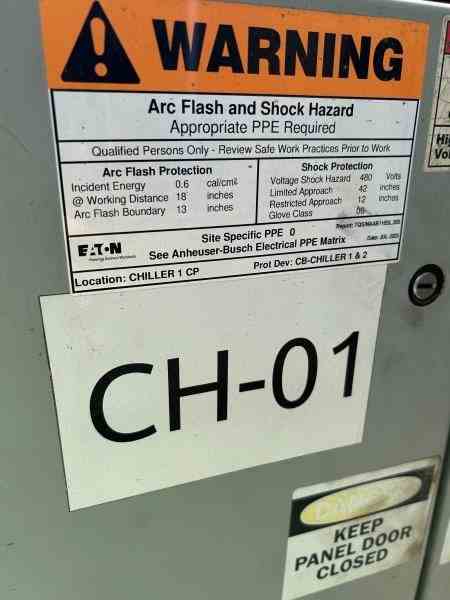 WARNING
Arc Flash and Shock Hazard
Appropriate PPE Required
Qualified Persons Only - Review Safe Work Practices Prior to Work
Arc Flash Protection
Incident Energy 0.6 cal/cm²
@ Working Distance 18 inches
Arc Flash Boundary 13 inches
Shock Protection
Voltage Shock Hazard 480 Volts
Limited Approach 42 inches
Restricted Approach 12 inches
Glove Class 00
EATON
Site Specific PPE 0
See Anheuser-Busch Electrical PPE Matrix
Report:
Date: JUL-2023
Location: CHILLER 1 CP
Prot Dev: CB-CHILLER 1 & 2
CH-01
KEEP
PANEL DOOR
CLOSED